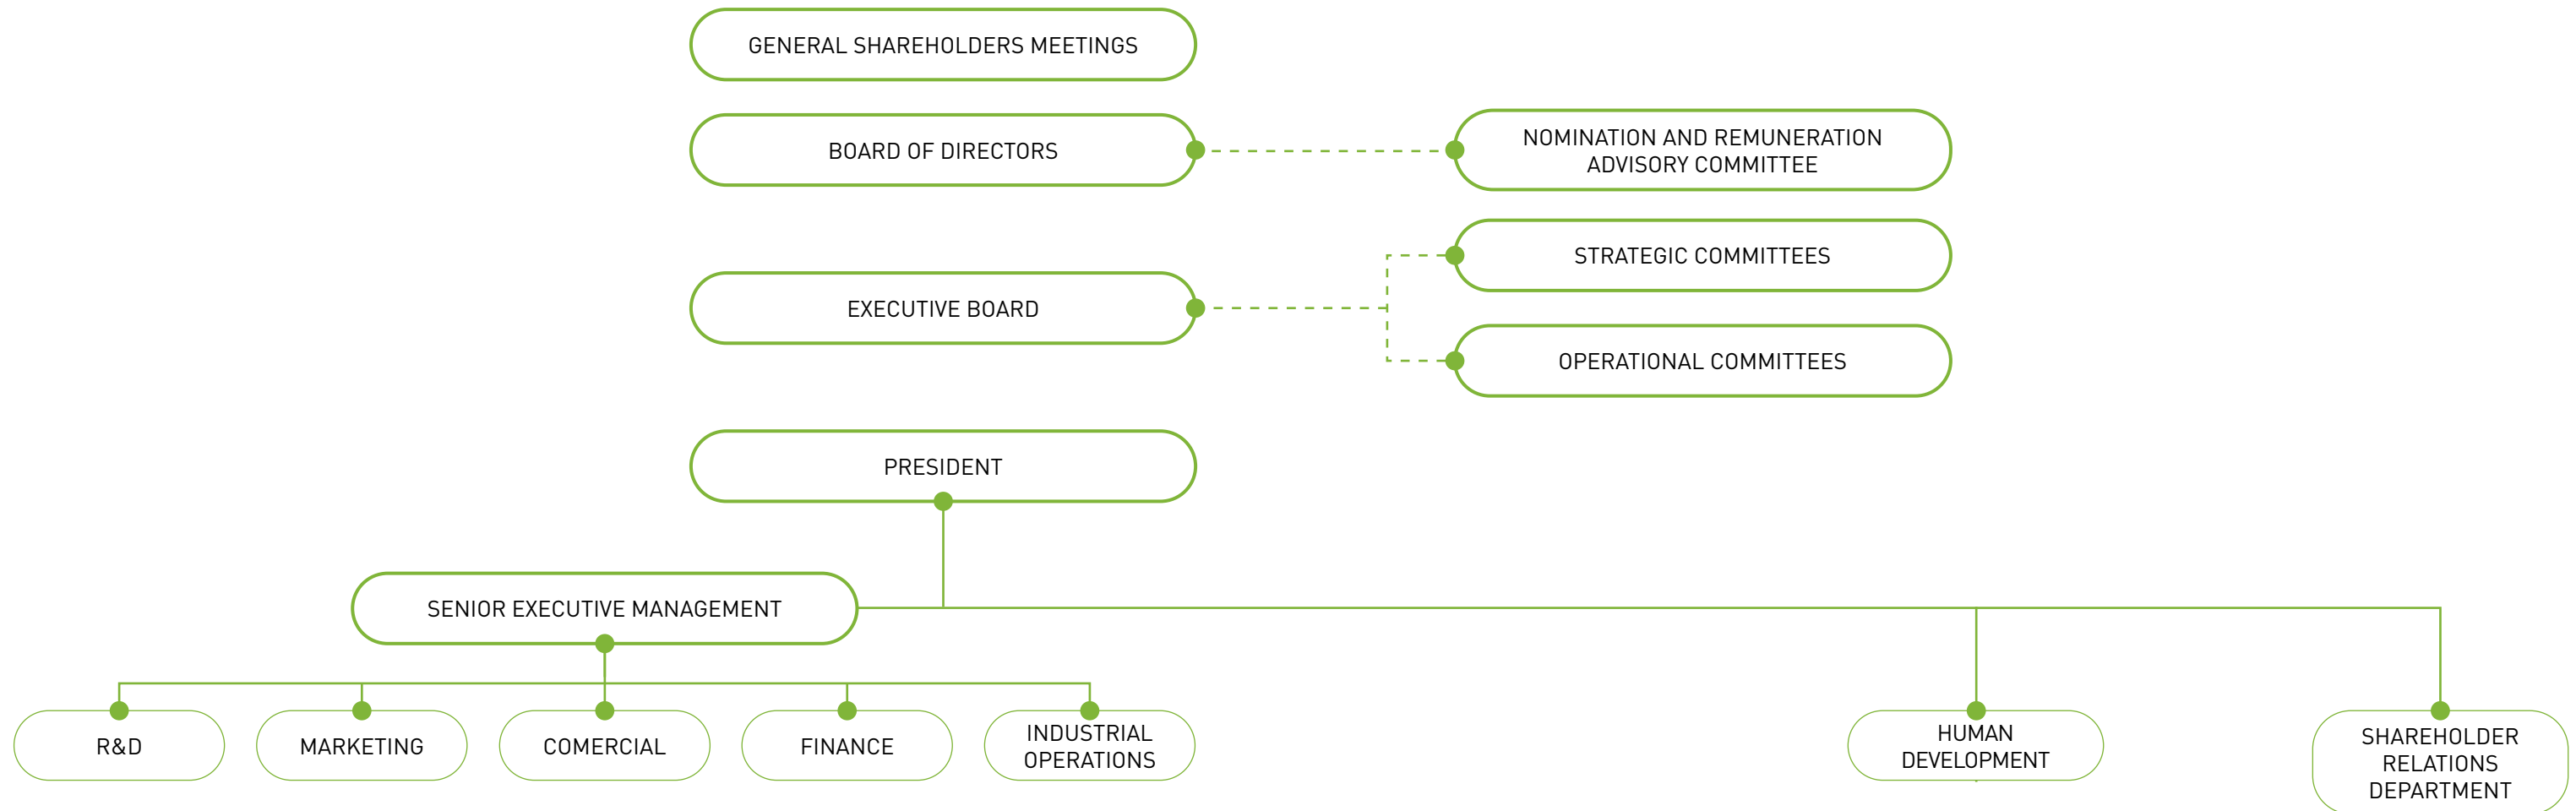 GENERAL SHAREHOLDERS MEETINGS
BOARD OF DIRECTORS
NOMINATION AND REMUNERATION
ADVISORY COMMITTEE
STRATEGIC COMMITTEES
EXECUTIVE BOARD
OPERATIONAL COMMITTEES
PRESIDENT
SENIOR EXECUTIVE MANAGEMENT
R&D
MARKETING
COMERCIAL
FINANCE
INDUSTRIAL
OPERATIONS
HUMAN
DEVELOPMENT
SHAREHOLDER
RELATIONS
DEPARTMENT